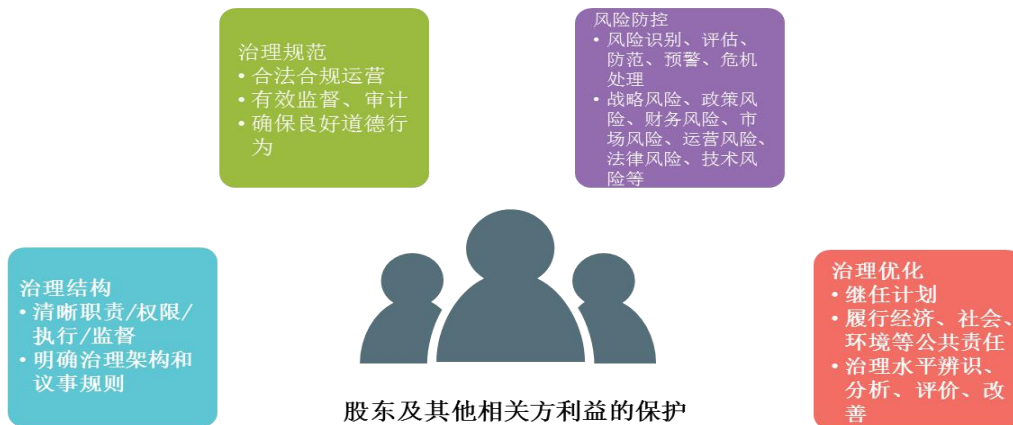 治理规范
• 合法合规运营
• 有效监督、审计
• 确保良好道德行
为
风险防控
• 风险识别、评估、
防范、预警、危机
处理
• 战略风险、政策风
险、财务风险、市
场风险、运营风险、
法律风险、技术风
险等
治理结构
• 清晰职责/权限/
执行/监督
• 明确治理架构和
议事规则
治理优化
• 继任计划
• 履行经济、社会、
环境等公共责任
• 治理水平辨识、
分析、评价、改
善
股东及其他相关方利益的保护